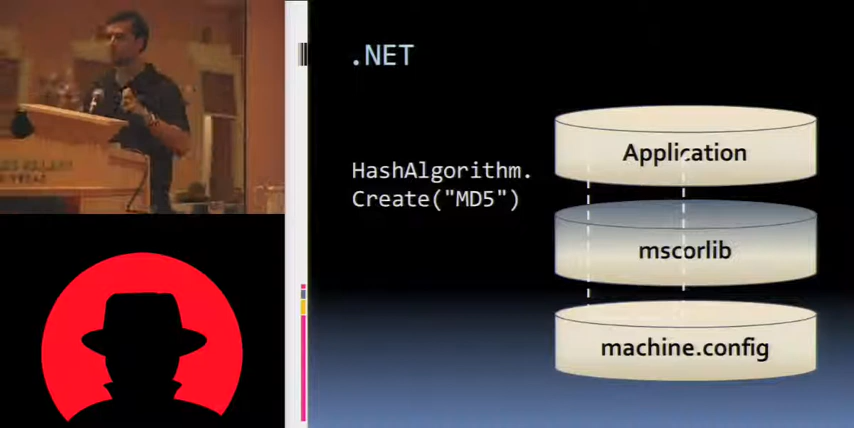 .NET
HashAlgorithm.
Create("MD5")
Application
mscorlib
machine.config